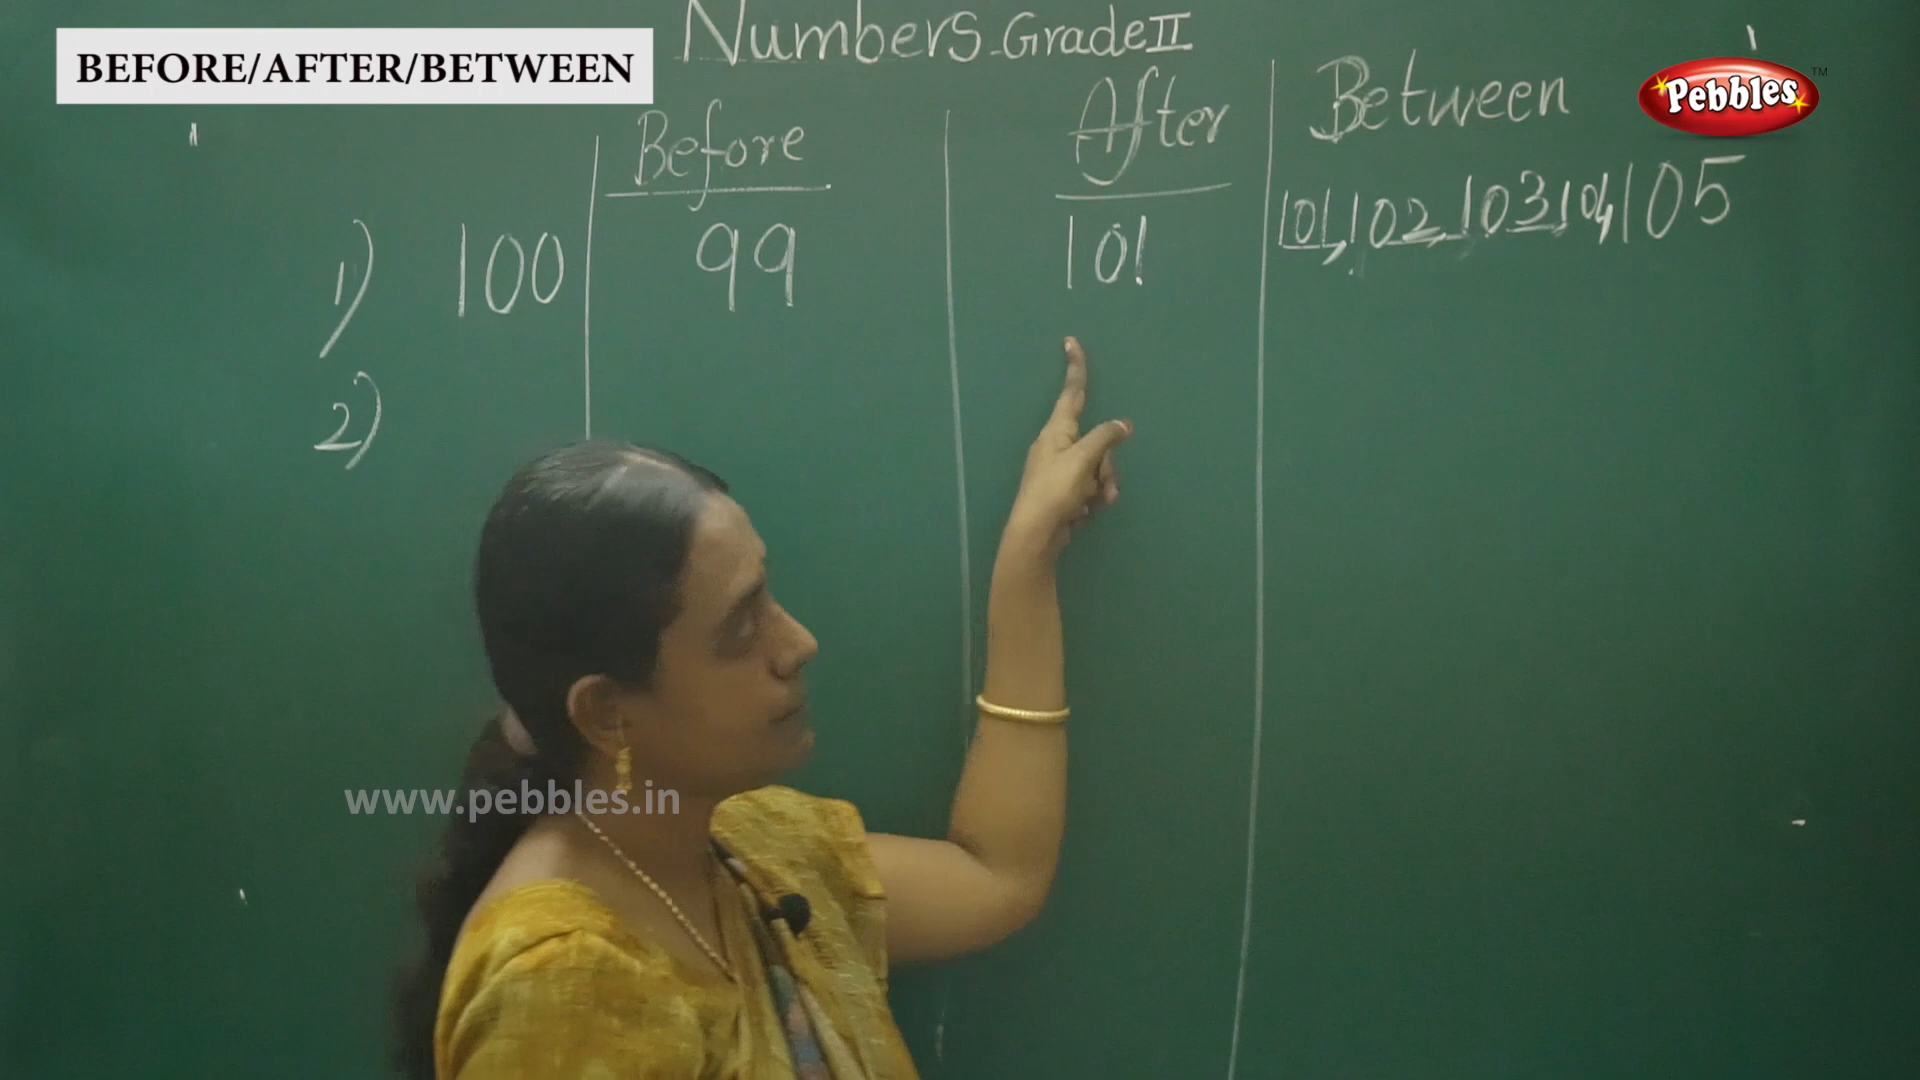 BEFORE/AFTER/BETWEEN
Numbers-Grade II
Pebbles TM
Before After Between
1) 100 99 101 101, 102, 103, 104, 105
2)
www.pebbles.in